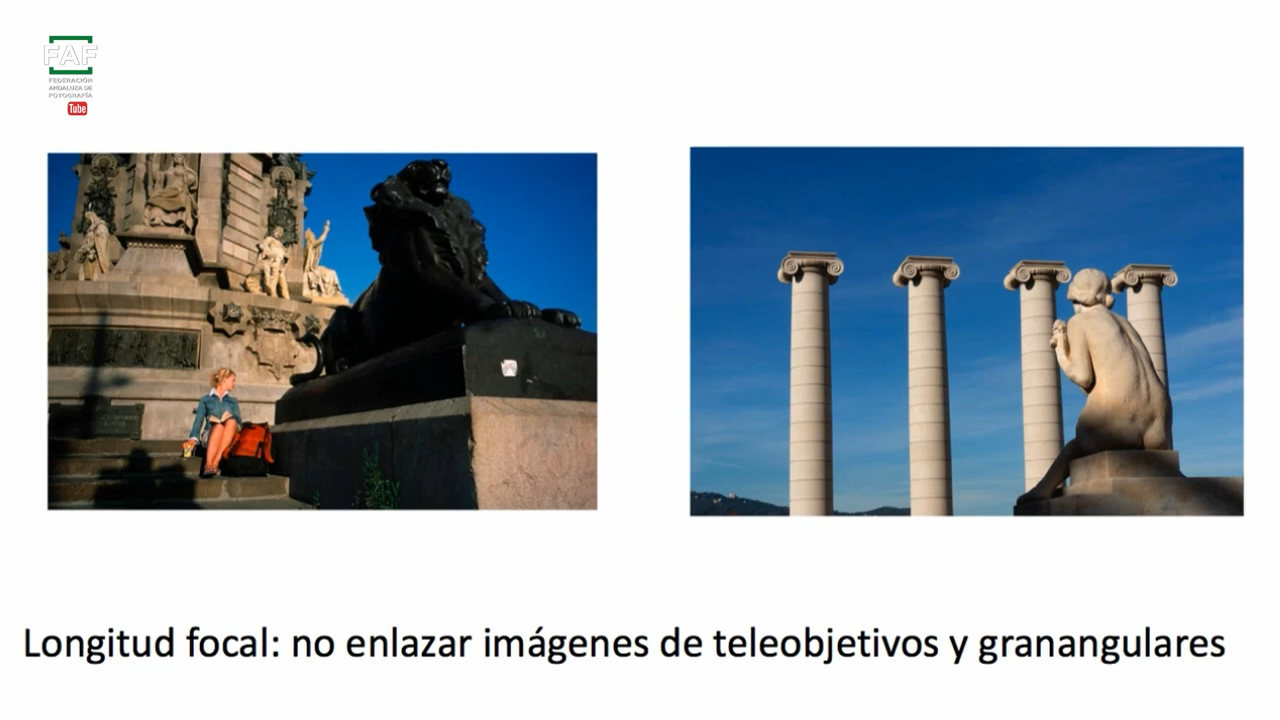 FAF
FEDERACIÓN
ANDALUZA DE
FOTOGRAFÍA
Tube
Longitud focal: no enlazar imágenes de teleobjetivos y granangulares